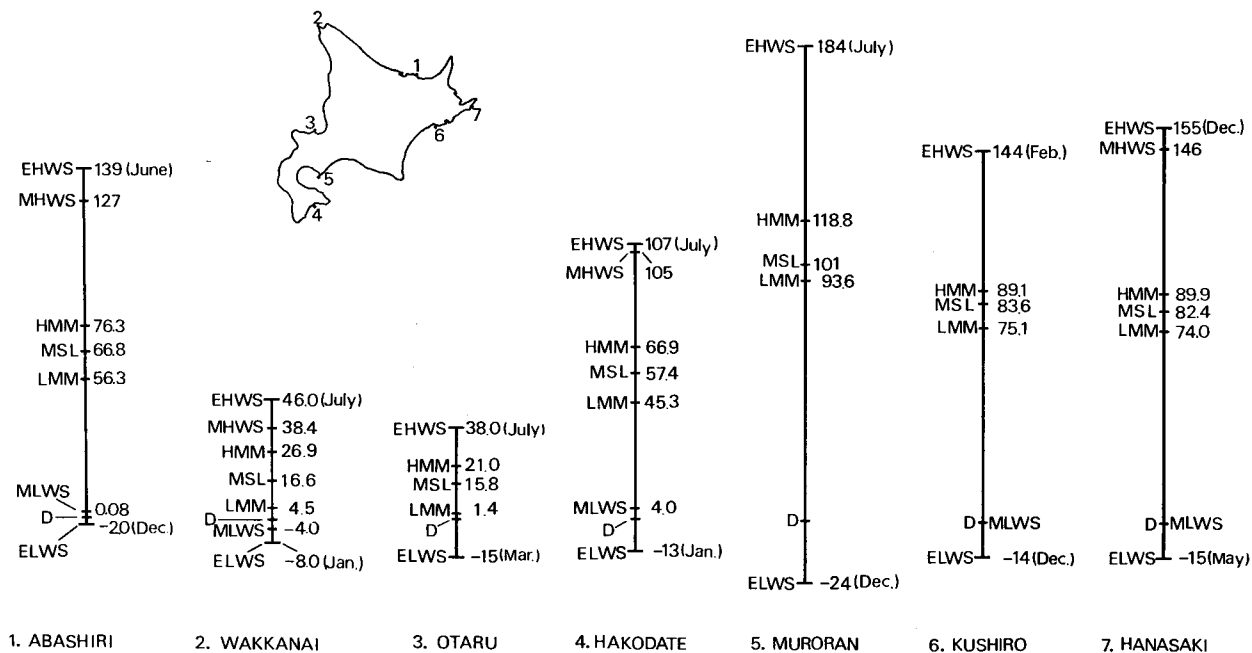 2
1
3
7
6
5
4
EHWS 139 (June)
MHWS 127
HMM 76.3
MSL 66.8
LMM 56.3
MLWS 0.08
D
ELWS -2.0 (Dec.)
1. ABASHIRI
EHWS 46.0 (July)
MHWS 38.4
HMM 26.9
MSL 16.6
LMM 4.5
D
MLWS -4.0
ELWS -8.0 (Jan.)
2. WAKKANAI
EHWS 38.0 (July)
HMM 21.0
MSL 15.8
LMM 1.4
D
ELWS -15 (Mar.)
3. OTARU
EHWS 107 (July)
MHWS 105
HMM 66.9
MSL 57.4
LMM 45.3
MLWS 4.0
D
ELWS -13 (Jan.)
4. HAKODATE
EHWS 184 (July)
HMM 118.8
MSL 101
LMM 93.6
D
ELWS -24 (Dec.)
5. MURORAN
EHWS 144 (Feb.)
HMM 89.1
MSL 83.6
LMM 75.1
D MLWS
ELWS -14 (Dec.)
6. KUSHIRO
EHWS 155 (Dec.)
MHWS 146
HMM 89.9
MSL 82.4
LMM 74.0
D MLWS
ELWS -15 (May)
7. HANASAKI